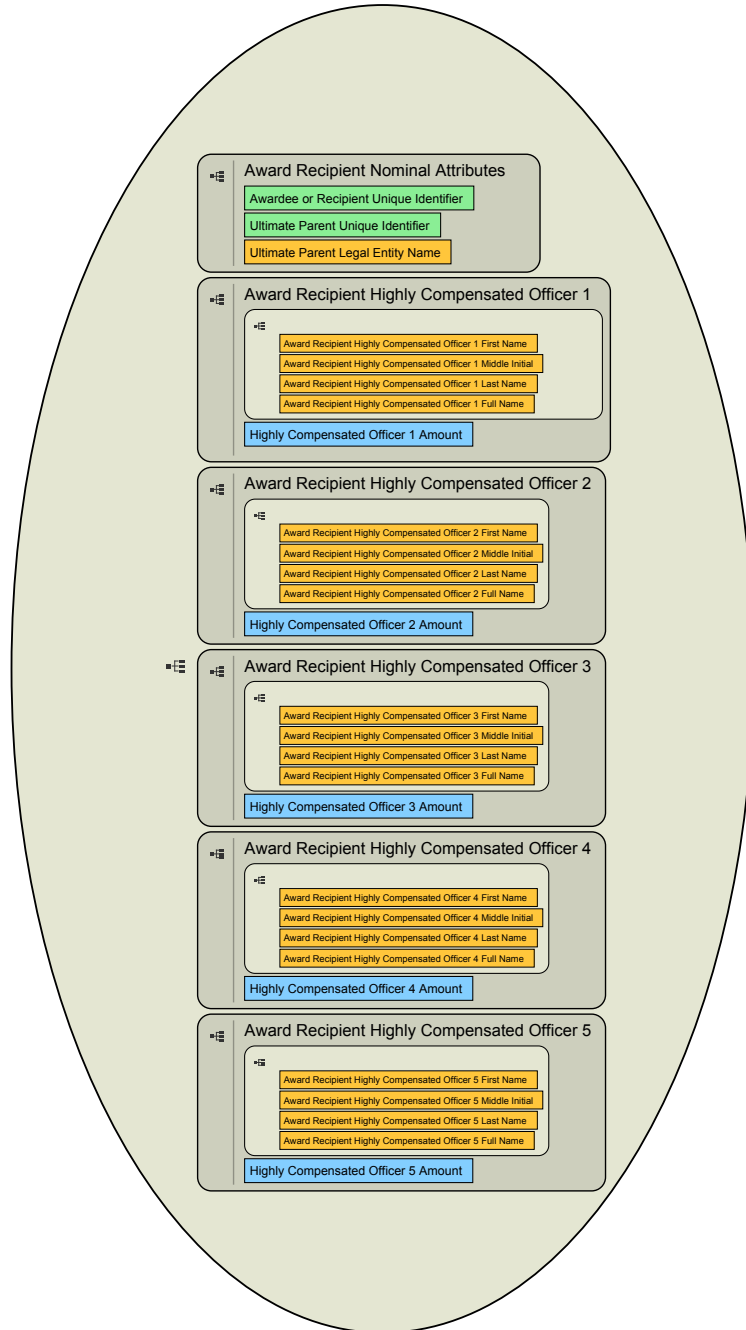 Award Recipient Nominal Attributes
Awardee or Recipient Unique Identifier
Ultimate Parent Unique Identifier
Ultimate Parent Legal Entity Name
Award Recipient Highly Compensated Officer 1
Award Recipient Highly Compensated Officer 1 First Name
Award Recipient Highly Compensated Officer 1 Middle Initial
Award Recipient Highly Compensated Officer 1 Last Name
Award Recipient Highly Compensated Officer 1 Full Name
Highly Compensated Officer 1 Amount
Award Recipient Highly Compensated Officer 2
Award Recipient Highly Compensated Officer 2 First Name
Award Recipient Highly Compensated Officer 2 Middle Initial
Award Recipient Highly Compensated Officer 2 Last Name
Award Recipient Highly Compensated Officer 2 Full Name
Highly Compensated Officer 2 Amount
Award Recipient Highly Compensated Officer 3
Award Recipient Highly Compensated Officer 3 First Name
Award Recipient Highly Compensated Officer 3 Middle Initial
Award Recipient Highly Compensated Officer 3 Last Name
Award Recipient Highly Compensated Officer 3 Full Name
Highly Compensated Officer 3 Amount
Award Recipient Highly Compensated Officer 4
Award Recipient Highly Compensated Officer 4 First Name
Award Recipient Highly Compensated Officer 4 Middle Initial
Award Recipient Highly Compensated Officer 4 Last Name
Award Recipient Highly Compensated Officer 4 Full Name
Highly Compensated Officer 4 Amount
Award Recipient Highly Compensated Officer 5
Award Recipient Highly Compensated Officer 5 First Name
Award Recipient Highly Compensated Officer 5 Middle Initial
Award Recipient Highly Compensated Officer 5 Last Name
Award Recipient Highly Compensated Officer 5 Full Name
Highly Compensated Officer 5 Amount